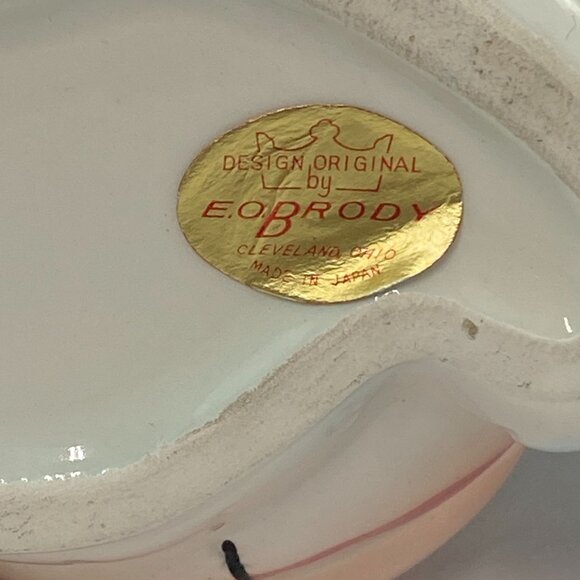 DESIGN ORIGINAL
by
E.O. BRODY
CLEVELAND, OHIO
MADE IN JAPAN